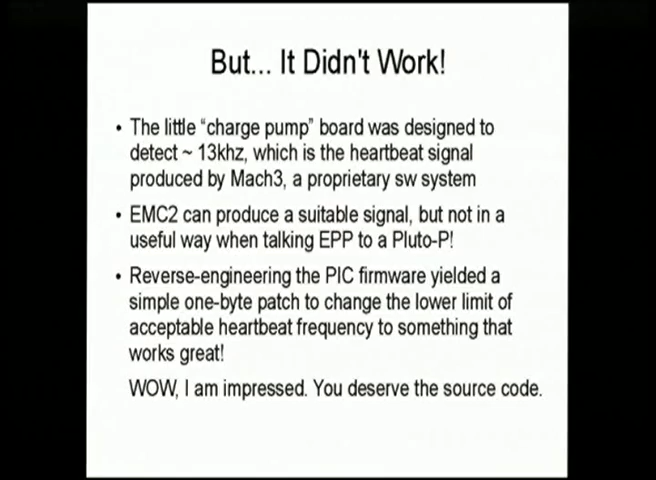 But... It Didn't Work!
• The little “charge pump” board was designed to
detect ~ 13khz, which is the heartbeat signal
produced by Mach3, a proprietary sw system
• EMC2 can produce a suitable signal, but not in a
useful way when talking EPP to a Pluto-P!
• Reverse-engineering the PIC firmware yielded a
simple one-byte patch to change the lower limit of
acceptable heartbeat frequency to something that
works great!
WOW, I am impressed. You deserve the source code.